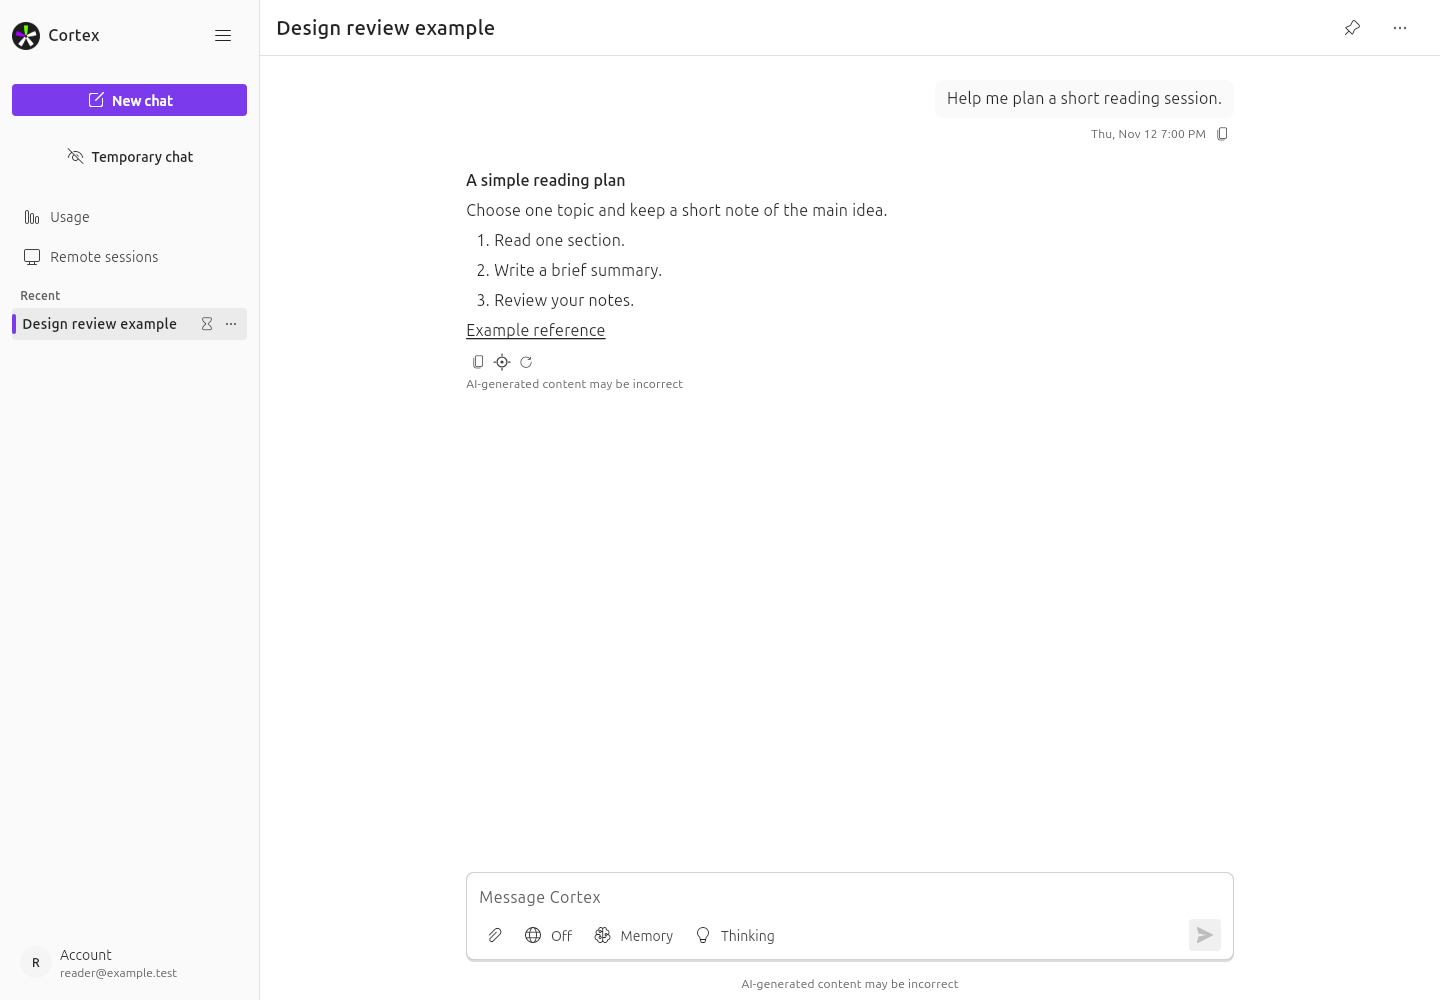 Cortex
New chat
Temporary chat
Usage
Remote sessions
Recent
Design review example
R
Account
reader@example.test
Design review example
Help me plan a short reading session.
Thu, Nov 12 7:00 PM
A simple reading plan
Choose one topic and keep a short note of the main idea.
1. Read one section.
2. Write a brief summary.
3. Review your notes.
Example reference
AI-generated content may be incorrect
Message Cortex
Off Memory Thinking
AI-generated content may be incorrect